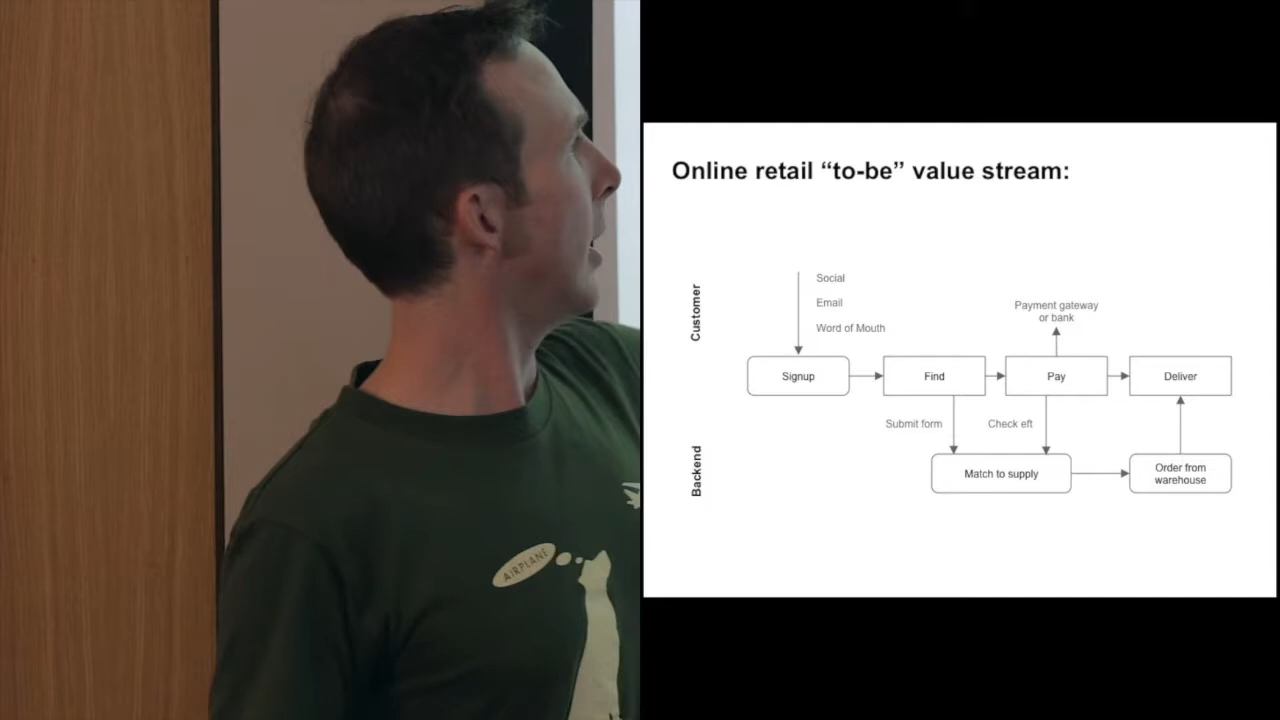 Online retail “to-be” value stream:
Customer
Social
Email
Word of Mouth
Payment gateway
or bank
Signup
Find
Pay
Deliver
Submit form
Check eft
Backend
Match to supply
Order from
warehouse
AIRPLANE